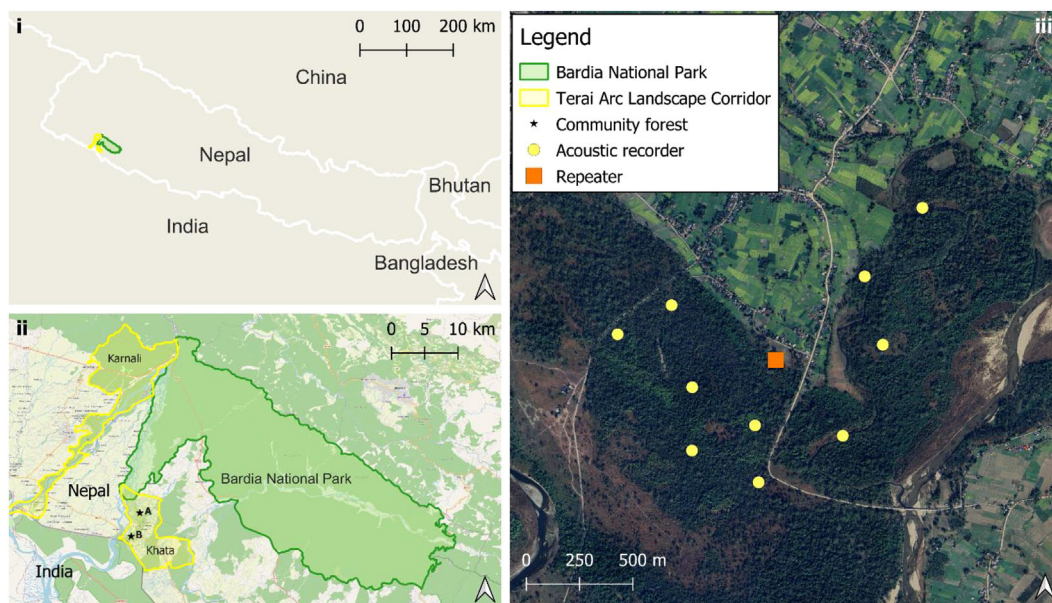 i
0 100 200 km
China
Nepal
Bhutan
India
Bangladesh
ii
0 5 10 km
Karnali
Bardia National Park
Nepal
A
B
Khata
India
iii
Legend
Bardia National Park
Terai Arc Landscape Corridor
Community forest
Acoustic recorder
Repeater
0 250 500 m